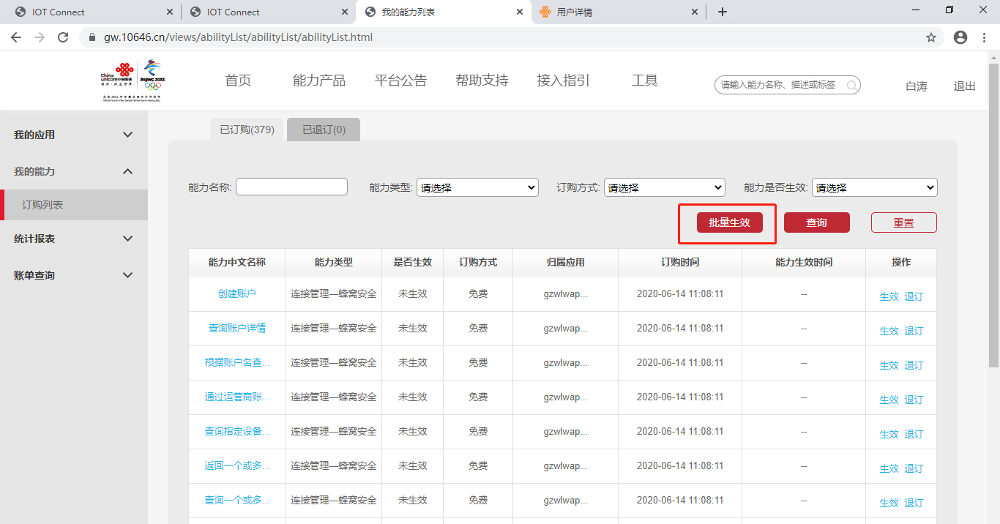 IOT Connect
IOT Connect
我的能力列表
用户详情
gw.10646.cn/views/abilityList/abilityList/abilityList.html
China
unicom中国联通
创新·改变世界
BEIJING 2022
首页
能力产品
平台公告
帮助支持
接入指引
工具
请输入能力名称、描述或标签
白涛
退出
我的应用
我的能力
订购列表
统计报表
账单查询
已订购(379)
已退订(0)
能力名称:
能力类型: 请选择
订购方式: 请选择
能力是否生效: 请选择
批量生效
查询
重置
能力中文名称 能力类型 是否生效 订购方式 归属应用 订购时间 能力生效时间 操作
创建账户 连接管理—蜂窝安全 未生效 免费 gzwlwap... 2020-06-14 11:08:11 -- 生效 退订
查询账户详情 连接管理—蜂窝安全 未生效 免费 gzwlwap... 2020-06-14 11:08:11 -- 生效 退订
根据账户名查... 连接管理—蜂窝安全 未生效 免费 gzwlwap... 2020-06-14 11:08:11 -- 生效 退订
通过运营商账... 连接管理—蜂窝安全 未生效 免费 gzwlwap... 2020-06-14 11:08:11 -- 生效 退订
查询指定设备... 连接管理—蜂窝安全 未生效 免费 gzwlwap... 2020-06-14 11:08:11 -- 生效 退订
返回一个或多... 连接管理—蜂窝安全 未生效 免费 gzwlwap... 2020-06-14 11:08:11 -- 生效 退订
查询一个或多... 连接管理—蜂窝安全 未生效 免费 gzwlwap... 2020-06-14 11:08:11 -- 生效 退订